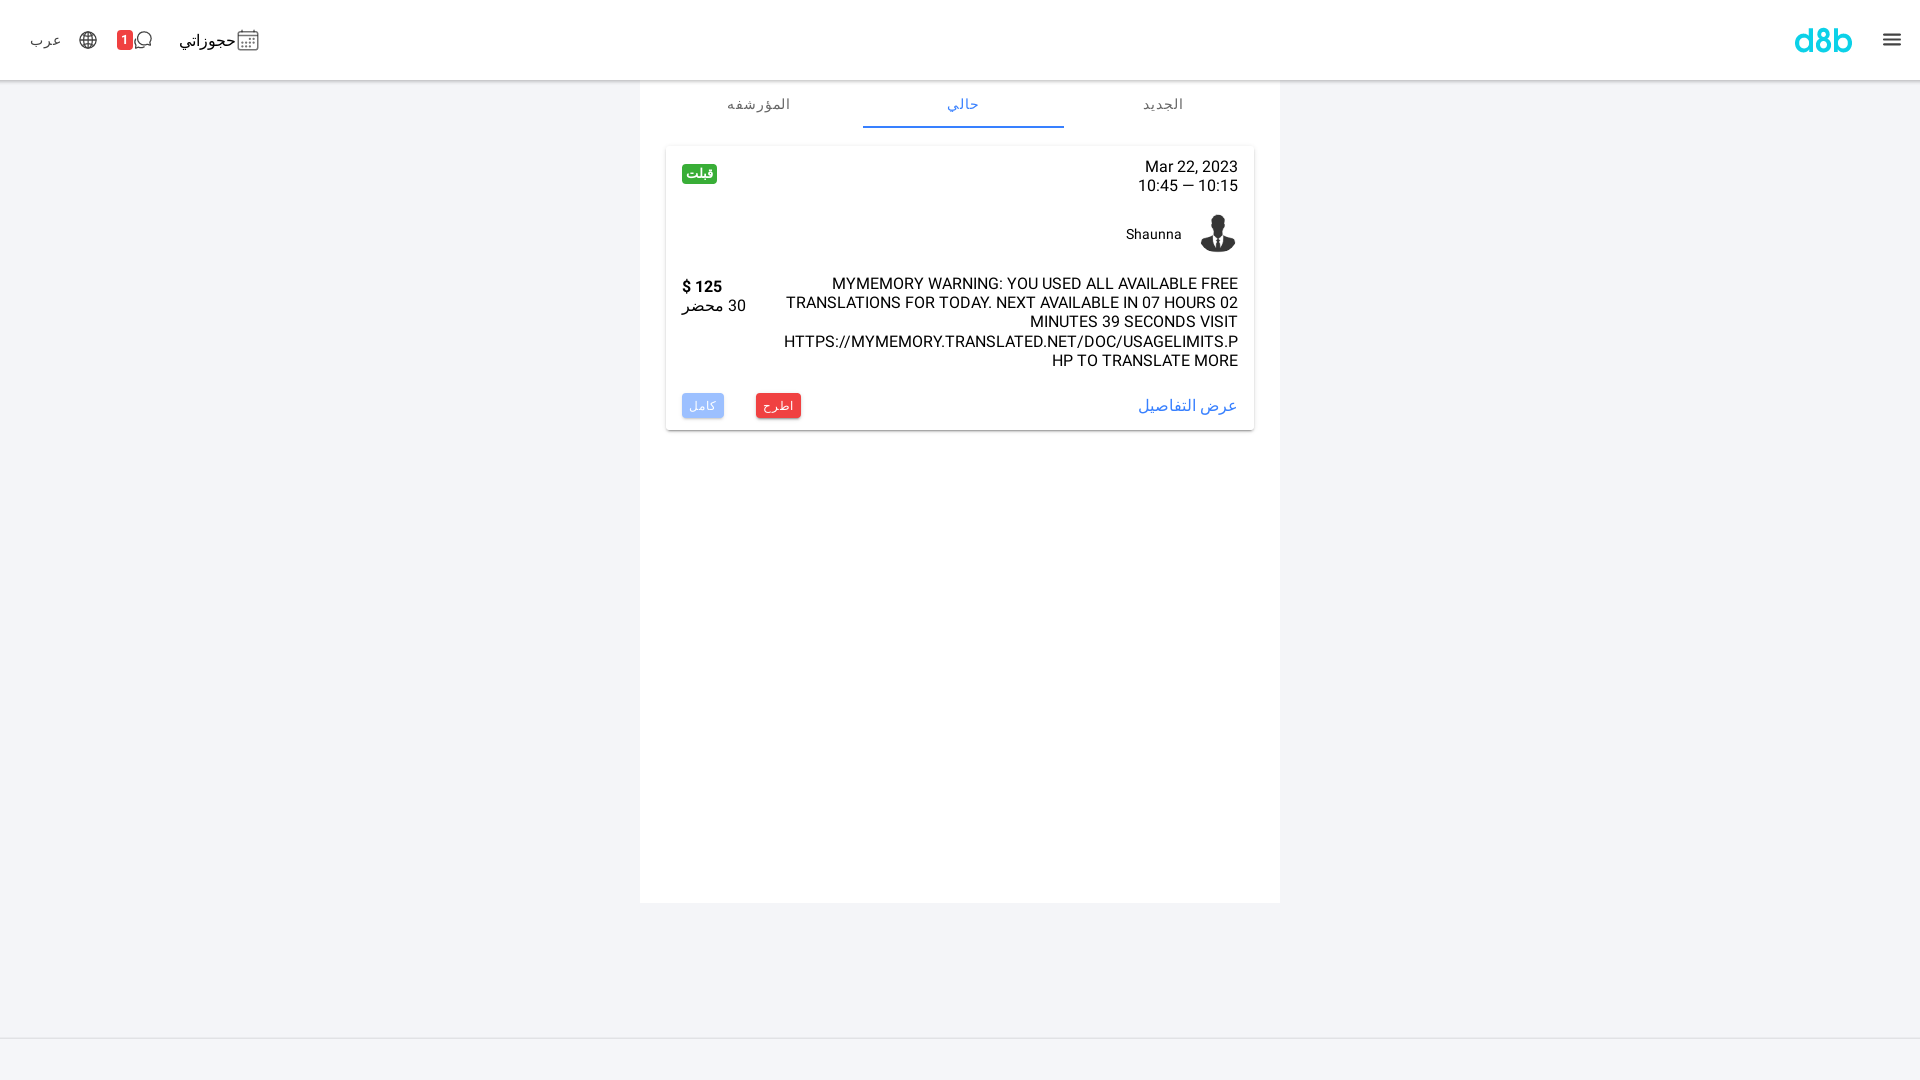 d8b
حجوزاتي
1
عرب
الجديد
حالي
المؤرشفه
Mar 22, 2023
10:45 — 10:15
قبلت
Shaunna
MYMEMORY WARNING: YOU USED ALL AVAILABLE FREE
TRANSLATIONS FOR TODAY. NEXT AVAILABLE IN 07 HOURS 02
MINUTES 39 SECONDS VISIT
HTTPS://MYMEMORY.TRANSLATED.NET/DOC/USAGELIMITS.P
HP TO TRANSLATE MORE
$ 125
30 محضر
عرض التفاصيل
اطرح
كامل